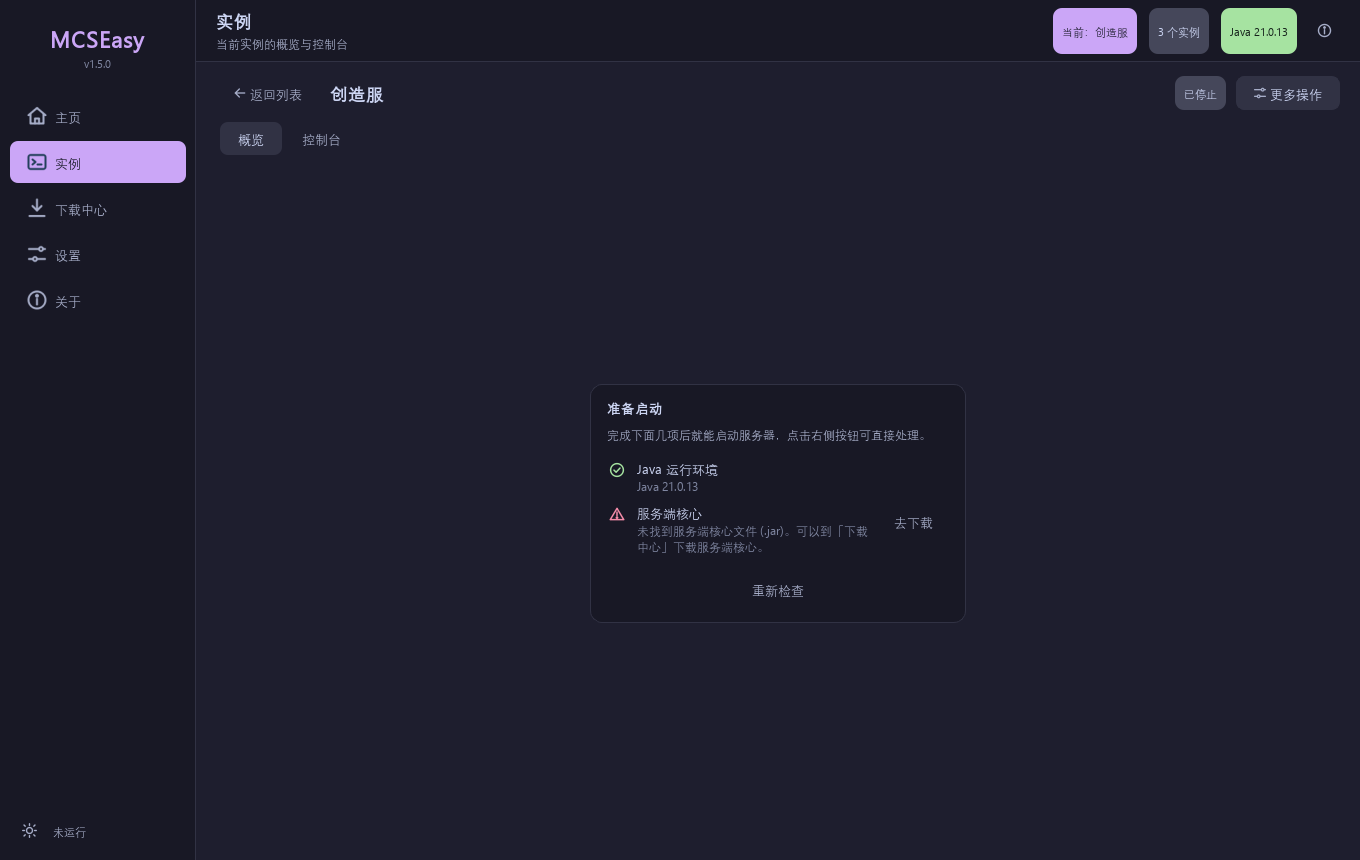 MCSEasy
v1.5.0
主页
实例
下载中心
设置
关于
未运行
实例
当前实例的概览与控制台
当前：创造服
3 个实例
Java 21.0.13
返回列表
创造服
已停止
更多操作
概览
控制台
准备启动
完成下面几项后就能启动服务器，点击右侧按钮可直接处理。
Java 运行环境
Java 21.0.13
服务端核心
未找到服务端核心文件 (.jar)。可以到「下载
中心」下载服务端核心。
去下载
重新检查